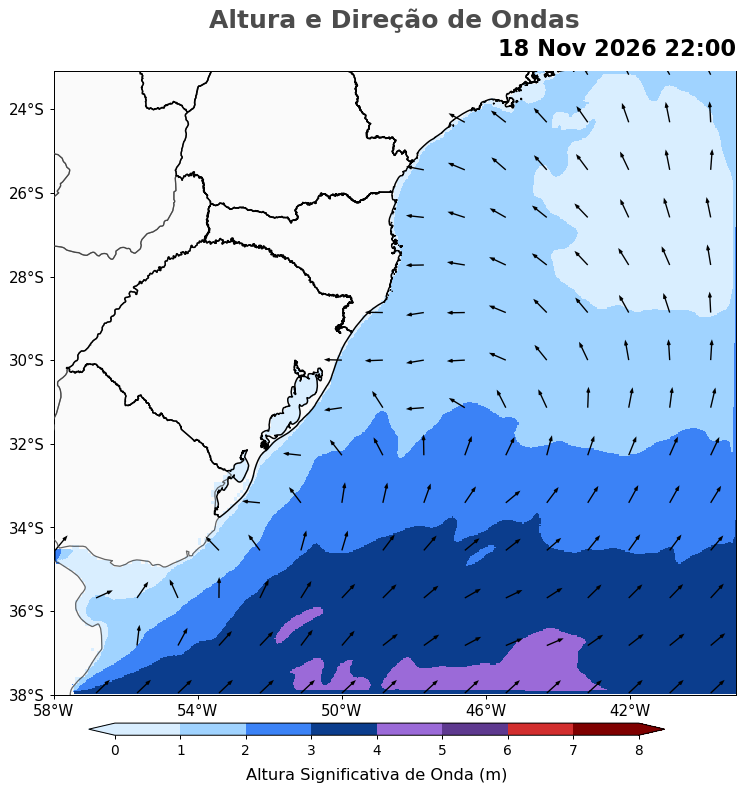 Altura e Direção de Ondas
18 Nov 2026 22:00
24°S
26°S
28°S
30°S
32°S
34°S
36°S
38°S
58°W 54°W 50°W 46°W 42°W
0 1 2 3 4 5 6 7 8
Altura Significativa de Onda (m)